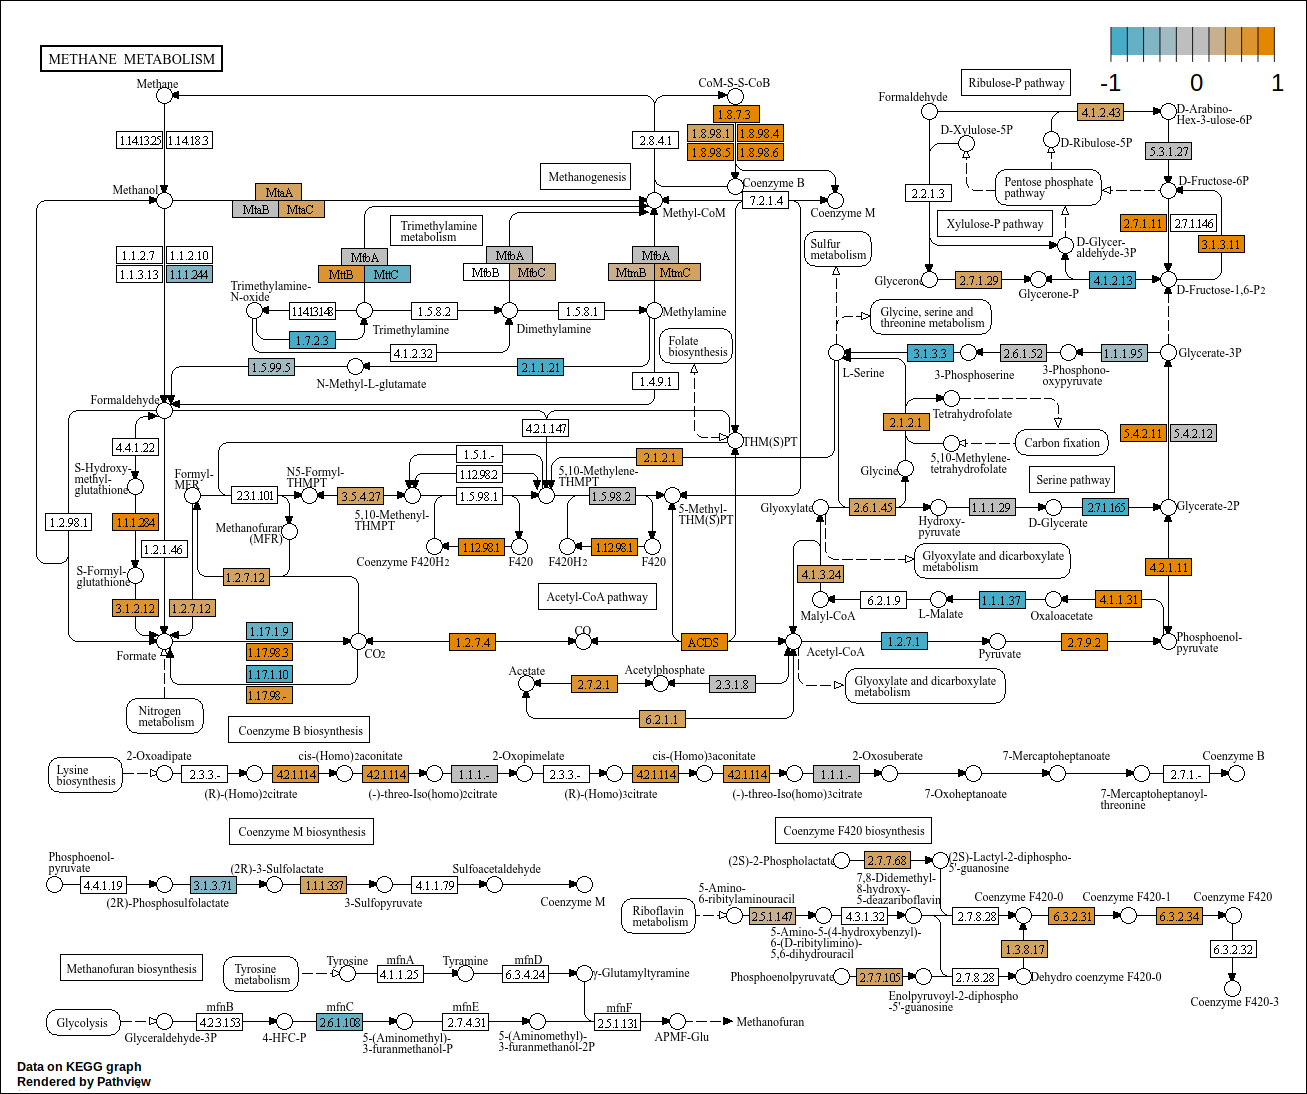 METHANE METABOLISM
-1
0
1
Methane
CoM-S-S-CoB
Ribulose-P pathway
Formaldehyde
D-Arabino-
Hex-3-ulose-6P
4.1.2.43
1.8.7.3
1.8.98.1
1.8.98.4
1.8.98.5
1.8.98.6
1.14.13.25
1.14.18.3
2.8.4.1
D-Xylulose-5P
D-Ribulose-5P
5.3.1.27
Methanogenesis
Methanol
MtaA
MtaB
MtaC
Coenzyme B
7.2.1.4
Methyl-CoM
Coenzyme M
2.2.1.3
Pentose phosphate
pathway
D-Fructose-6P
Xylulose-P pathway
2.7.1.11
2.7.1.146
3.1.3.11
Trimethylamine
metabolism
Sulfur
metabolism
D-Glycer-
aldehyde-3P
1.1.2.7
1.1.2.10
1.1.3.13
1.1.1.244
MtbA
MttB
MttC
MtbA
MtbB
MtbC
MtbA
MtmB
MtmC
Glycerone
2.7.1.29
Glycerone-P
4.1.2.13
D-Fructose-1,6-P2
Trimethylamine-
N-oxide
1.14.13.148
Trimethylamine
1.5.8.2
Dimethylamine
1.5.8.1
Methylamine
Glycine, serine and
threonine metabolism
1.7.2.3
4.1.2.32
Folate
biosynthesis
1.5.99.5
N-Methyl-L-glutamate
2.1.1.21
1.4.9.1
L-Serine
3.1.3.3
3-Phosphoserine
2.6.1.52
3-Phosphono-
oxypyruvate
1.1.1.95
Glycerate-3P
Formaldehyde
4.2.1.147
THM(S)PT
Tetrahydrofolate
2.1.2.1
Carbon fixation
5,10-Methylene-
tetrahydrofolate
5.4.2.11
5.4.2.12
4.4.1.22
S-Hydroxy-
methyl-
glutathione
Formyl-
MFR
2.3.1.101
N5-Formyl-
THMPT
3.5.4.27
5,10-Methenyl-
THMPT
1.5.1.-
1.12.98.2
1.5.98.1
5,10-Methylene-
THMPT
2.1.2.1
1.5.98.2
5-Methyl-
THM(S)PT
Glycine
Serine pathway
Glyoxylate
2.6.1.45
Hydroxy-
pyruvate
1.1.1.29
D-Glycerate
2.7.1.165
Glycerate-2P
1.2.98.1
1.1.1.284
1.2.1.46
Methanofuran
(MFR)
1.12.98.1
Coenzyme F420H2
F420
1.12.98.1
F420H2
F420
Glyoxylate and dicarboxylate
metabolism
4.1.3.24
4.2.1.11
S-Formyl-
glutathione
1.2.7.12
Acetyl-CoA pathway
Malyl-CoA
6.2.1.9
L-Malate
1.1.1.37
Oxaloacetate
4.1.1.31
3.1.2.12
1.2.7.12
Formate
1.17.1.9
1.17.98.3
1.17.1.10
1.17.98.-
CO2
1.2.7.4
CO
ACDS
Acetyl-CoA
1.2.7.1
Pyruvate
2.7.9.2
Phosphoenol-
pyruvate
Acetate
2.7.2.1
Acetylphosphate
2.3.1.8
6.2.1.1
Glyoxylate and dicarboxylate
metabolism
Nitrogen
metabolism
Coenzyme B biosynthesis
Lysine
biosynthesis
2-Oxoadipate
2.3.3.-
(R)-(Homo)2citrate
4.2.1.114
cis-(Homo)2aconitate
4.2.1.114
(-)-threo-Iso(homo)2citrate
1.1.1.-
2-Oxopimelate
2.3.3.-
(R)-(Homo)3citrate
4.2.1.114
cis-(Homo)3aconitate
4.2.1.114
(-)-threo-Iso(homo)3citrate
1.1.1.-
2-Oxosuberate
7-Oxoheptanoate
7-Mercaptoheptanoate
7-Mercaptoheptanoyl-
threonine
2.7.1.-
Coenzyme B
Coenzyme M biosynthesis
Phosphoenol-
pyruvate
4.4.1.19
(2R)-Phosphosulfolactate
3.1.3.71
(2R)-3-Sulfolactate
1.1.1.337
3-Sulfopyruvate
4.1.1.79
Sulfoacetaldehyde
Coenzyme M
Coenzyme F420 biosynthesis
(2S)-2-Phospholactate
2.7.7.68
(2S)-Lactyl-2-diphospho-
5'-guanosine
Riboflavin
metabolism
5-Amino-
6-ribitylaminouracil
2.5.1.147
5-Amino-5-(4-hydroxybenzyl)-
6-(D-ribitylimino)-
5,6-dihydrouracil
4.3.1.32
7,8-Didemethyl-
8-hydroxy-
5-deazariboflavin
2.7.8.28
Coenzyme F420-0
6.3.2.31
Coenzyme F420-1
6.3.2.34
Coenzyme F420
1.3.8.17
6.3.2.32
Coenzyme F420-3
Phosphoenolpyruvate
2.7.7.105
Enolpyruvoyl-2-diphospho
-5'-guanosine
2.7.8.28
Dehydro coenzyme F420-0
Methanofuran biosynthesis
Tyrosine
metabolism
Tyrosine
mfnA
4.1.1.25
Tyramine
mfnD
6.3.4.24
γ-Glutamyltyramine
Glycolysis
Glyceraldehyde-3P
mfnB
4.2.3.153
4-HFC-P
mfnC
2.6.1.108
5-(Aminomethyl)-
3-furanmethanol-P
mfnE
2.7.4.31
5-(Aminomethyl)-
3-furanmethanol-2P
mfnF
2.5.1.131
APMF-Glu
Methanofuran
Data on KEGG graph
Rendered by Pathview